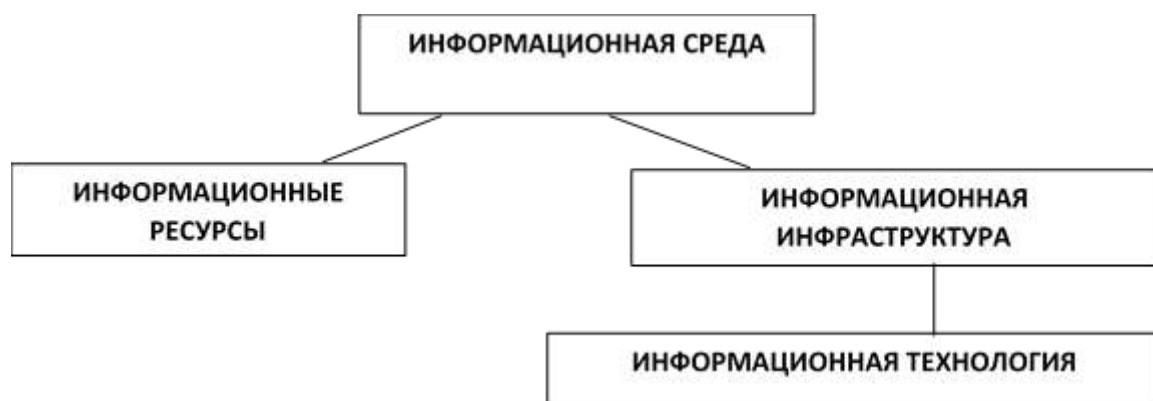 ИНФОРМАЦИОННАЯ СРЕДА
ИНФОРМАЦИОННЫЕ
РЕСУРСЫ
ИНФОРМАЦИОННАЯ
ИНФРАСТРУКТУРА
ИНФОРМАЦИОННАЯ ТЕХНОЛОГИЯ